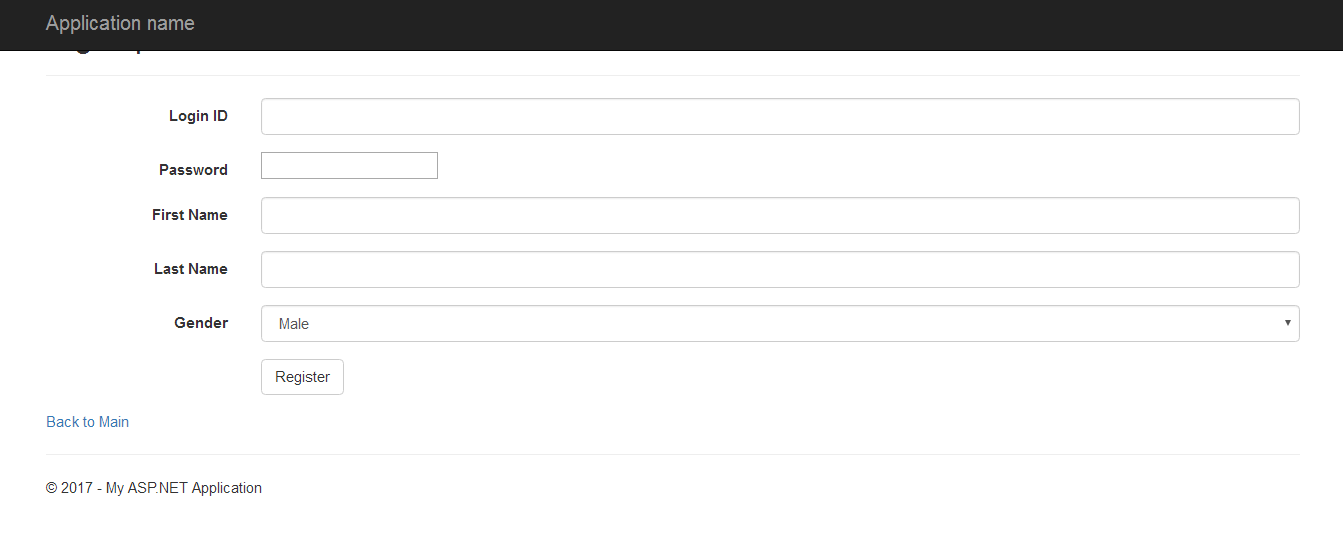 Application name
Login ID
Password
First Name
Last Name
Gender Male
Register
Back to Main
© 2017 - My ASP.NET Application